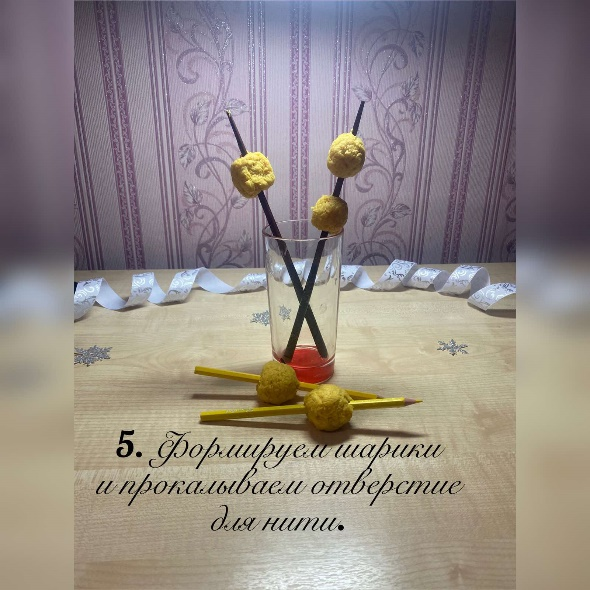 5. Формируем шарики
и прокалываем отверстие
для нити.